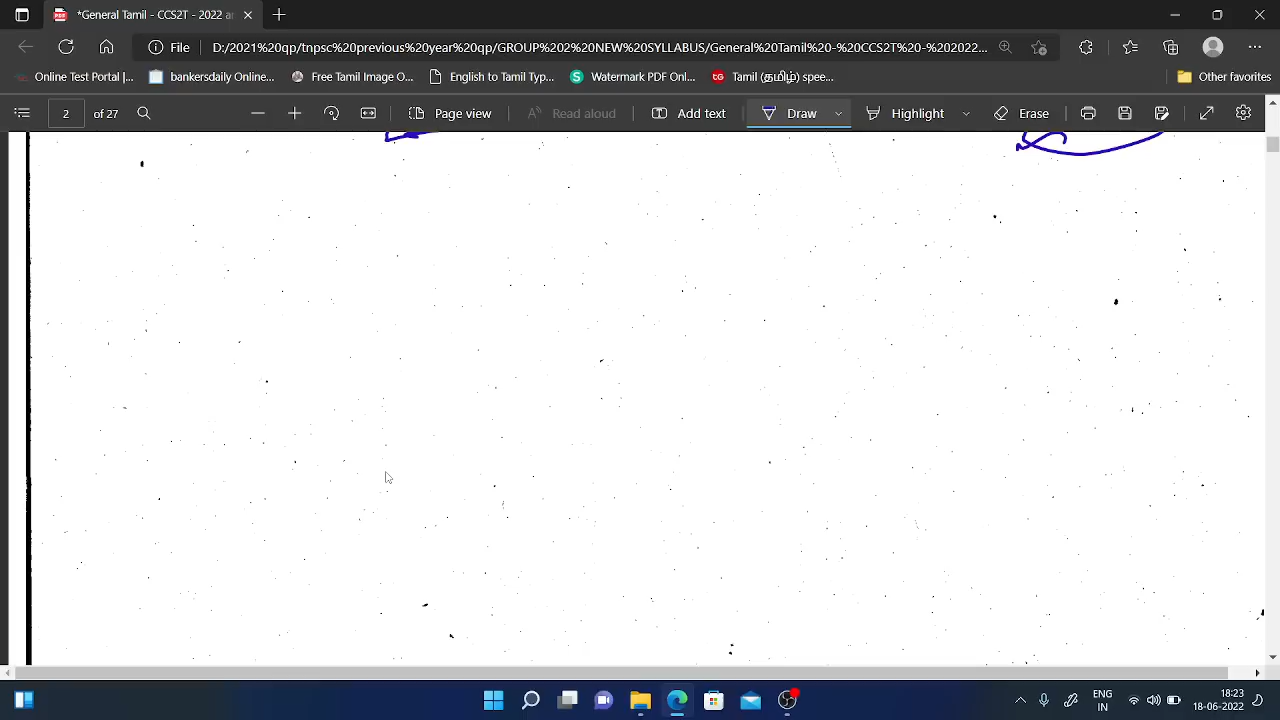 *General Tamil - CCS2T - 2022 a
File D:/2021%20qp/tnpsc%20previous%20year%20qp/GROUP%202%20NEW%20SYLLABUS/General%20Tamil%20-%20CCS2T%20-%202022...
Online Test Portal |... bankersdaily Online... Free Tamil Image O... English to Tamil Typ... Watermark PDF Onl... Tamil (தமிழ்) spee... Other favorites
2 of 27 Page view Read aloud Add text Draw Highlight Erase
ENG 18:23
IN 18-06-2022